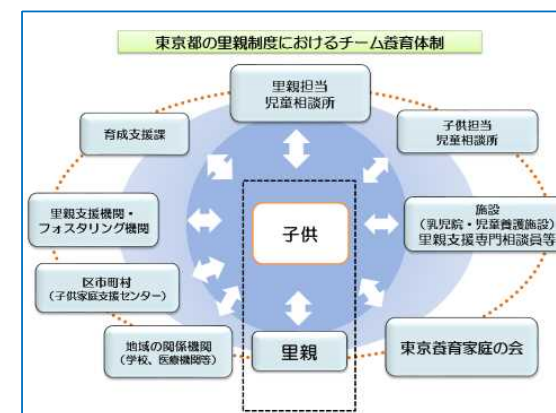 東京都の里親制度におけるチーム養育体制
里親担当
児童相談所
育成支援課
子供担当
児童相談所
里親支援機関・
フォスタリング機関
子供
施設
(乳児院・児童養護施設)
里親支援専門相談員等
区市町村
(子供家庭支援センター)
地域の関係機関
(学校、医療機関等)
里親
東京養育家庭の会